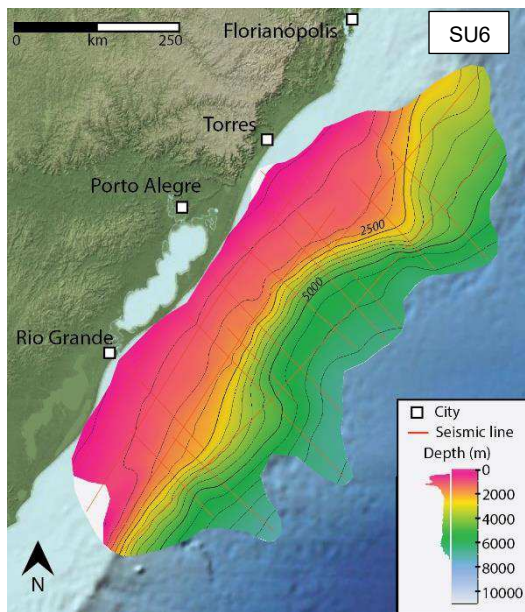 0 km 250
Florianópolis
SU6
Torres
Porto Alegre
2500
5000
Rio Grande
City
Seismic line
Depth (m)
0
2000
4000
6000
8000
10000
N